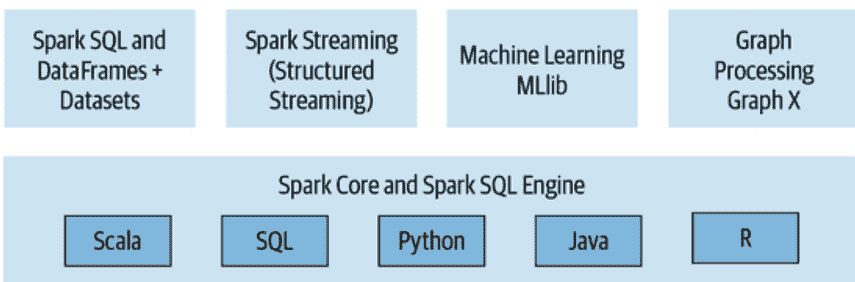 Spark SQL and
DataFrames +
Datasets
Spark Streaming
(Structured
Streaming)
Machine Learning
MLlib
Graph
Processing
Graph X
Spark Core and Spark SQL Engine
Scala
SQL
Python
Java
R